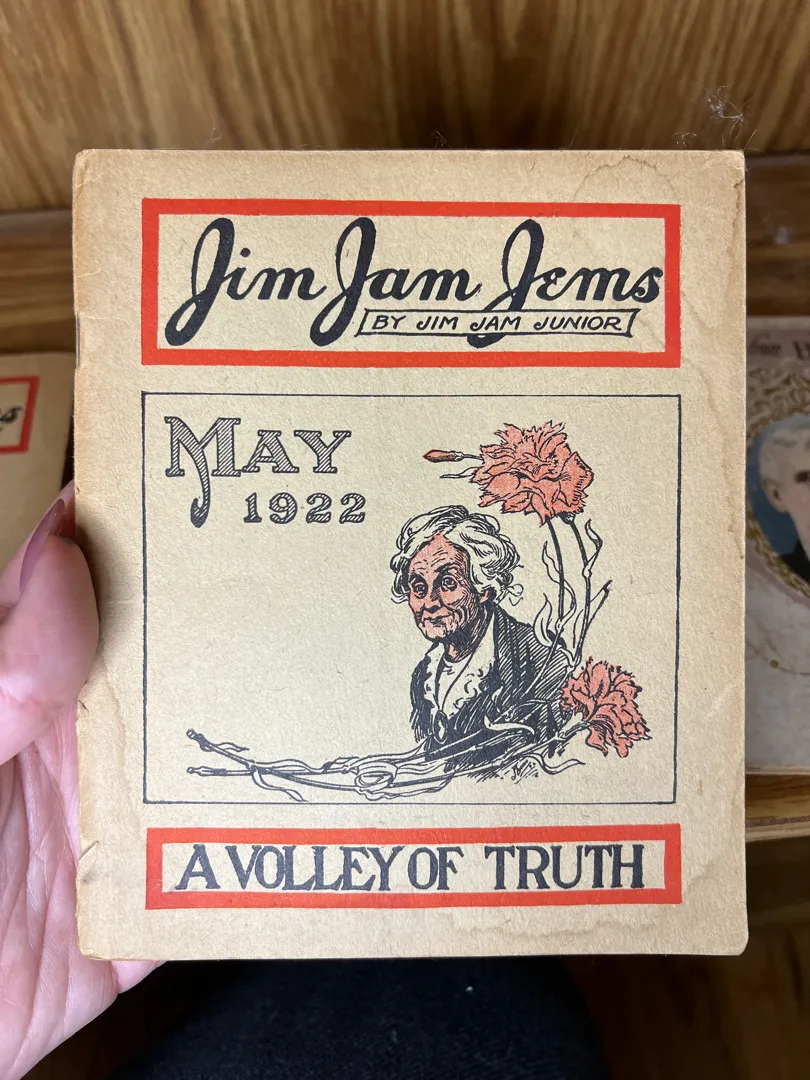 Jim Jam Jems
BY JIM JAM JUNIOR
MAY
1922
A VOLLEY OF TRUTH